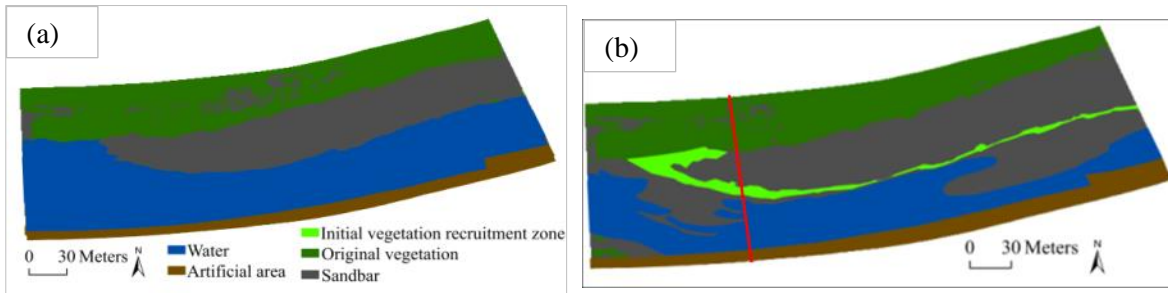 (a)
(b)
Initial vegetation recruitment zone
Water
Original vegetation
0 30 Meters
N
Artificial area
Sandbar
0 30 Meters
N